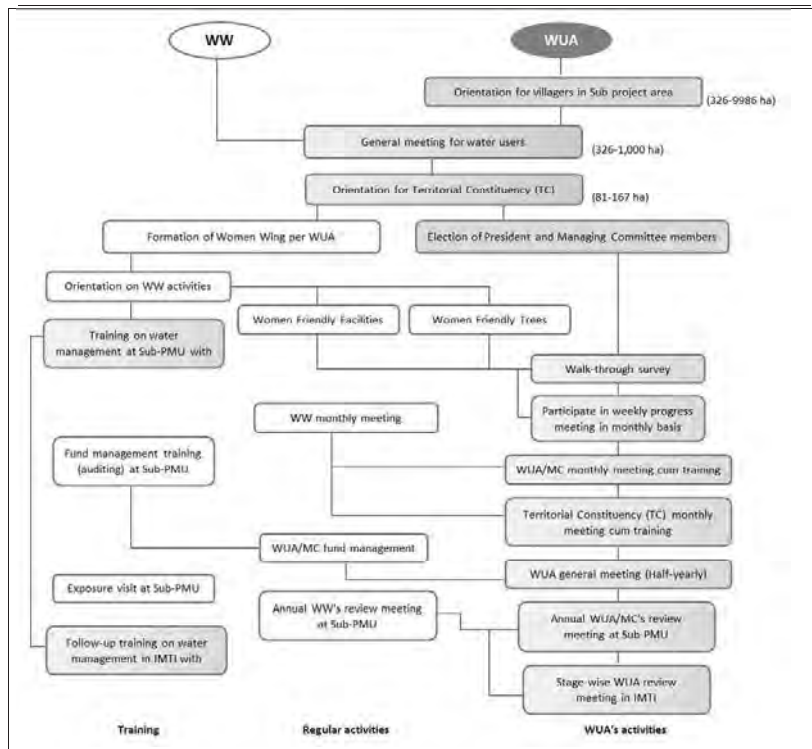 WW
WUA
Orientation for villagers in Sub project area
(326-9986 ha)
General meeting for water users
(326-1,000 ha)
Orientation for Territorial Constituency (TC)
(81-167 ha)
Formation of Women Wing per WUA
Election of President and Managing Committee members
Orientation on WW activities
Women Friendly Facilities
Women Friendly Trees
Training on water
management at Sub-PMU with
Walk-through survey
WW monthly meeting
Participate in weekly progress
meeting in monthly basis
Fund management training
(auditing) at Sub-PMU
WUA/MC monthly meeting cum training
Territorial Constituency (TC) monthly
meeting cum training
WUA/MC fund management
WUA general meeting (Half-yearly)
Exposure visit at Sub-PMU
Annual WW's review meeting
at Sub-PMU
Annual WUA/MC's review
meeting at Sub PMU
Follow-up training on water
management in IMTI with
Stage-wise WUA review
meeting in IMTI
Training
Regular activities
WUA's activities